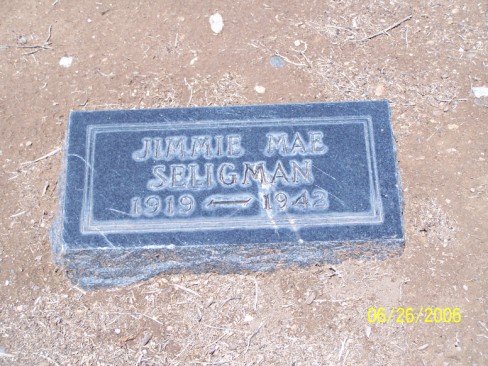 JIMMIE MAE
SELIGMAN
1919 — 1942
06/26/2006